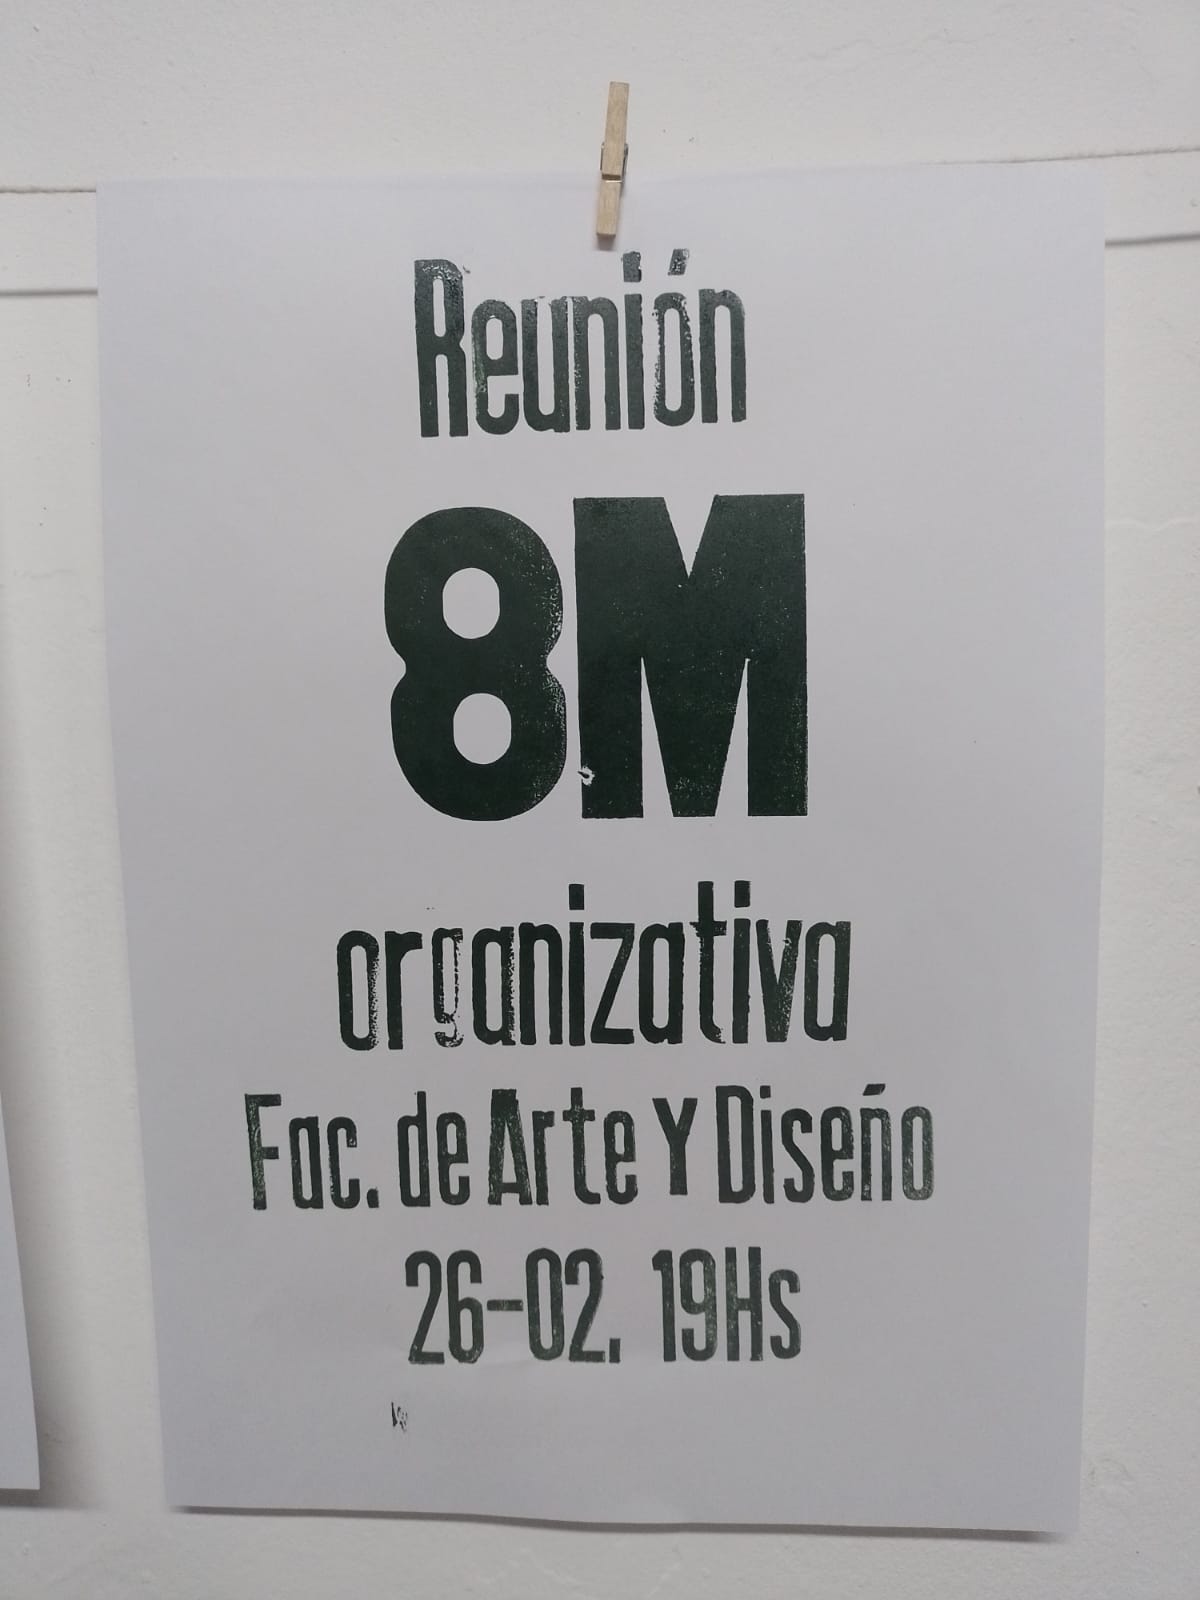 Reunión
8M
organizativa
Fac. de Arte Y Diseño
26-02. 19Hs